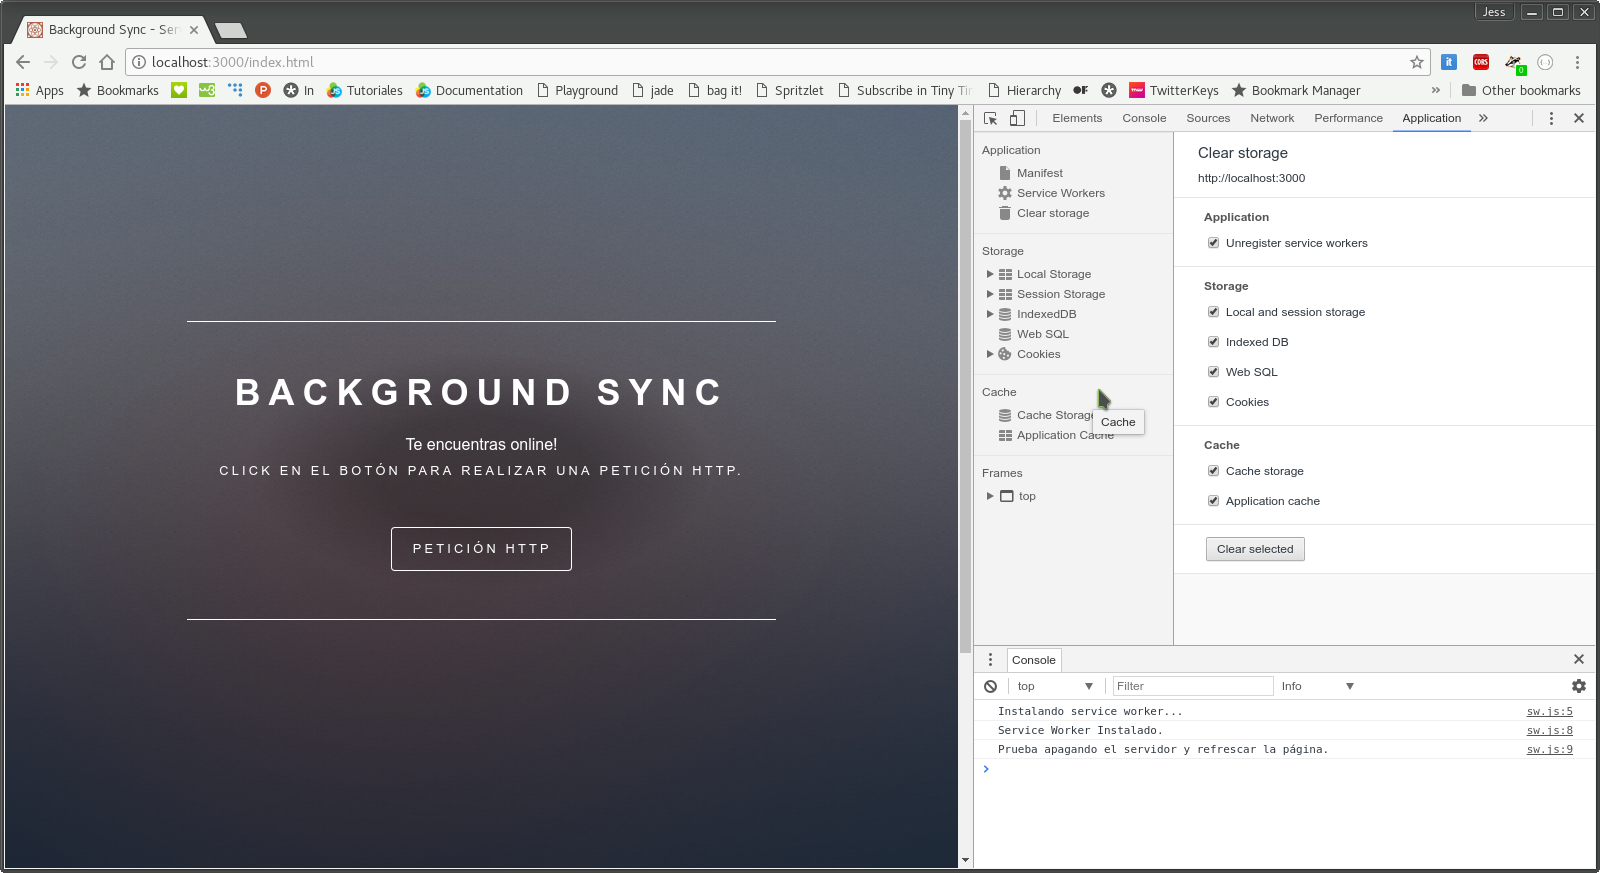 Jess
Background Sync - Ser
localhost:3000/index.html
it
CORS
0
Apps
Bookmarks
In
Tutoriales
Documentation
Playground
jade
bag it!
Spritzlet
Subscribe in Tiny Tin
Hierarchy
TwitterKeys
Bookmark Manager
»
Other bookmarks
BACKGROUND SYNC
Te encuentras online!
CLICK EN EL BOTÓN PARA REALIZAR UNA PETICIÓN HTTP.
PETICIÓN HTTP
Elements Console Sources Network Performance Application »
Application
Manifest
Service Workers
Clear storage
Storage
Local Storage
Session Storage
IndexedDB
Web SQL
Cookies
Cache
Cache Storage
Cache
Application Cache
Frames
top
Clear storage
http://localhost:3000
Application
Unregister service workers
Storage
Local and session storage
Indexed DB
Web SQL
Cookies
Cache
Cache storage
Application cache
Clear selected
Console
top
Filter
Info
Instalando service worker... sw.js:5
Service Worker Instalado. sw.js:8
Prueba apagando el servidor y refrescar la página. sw.js:9